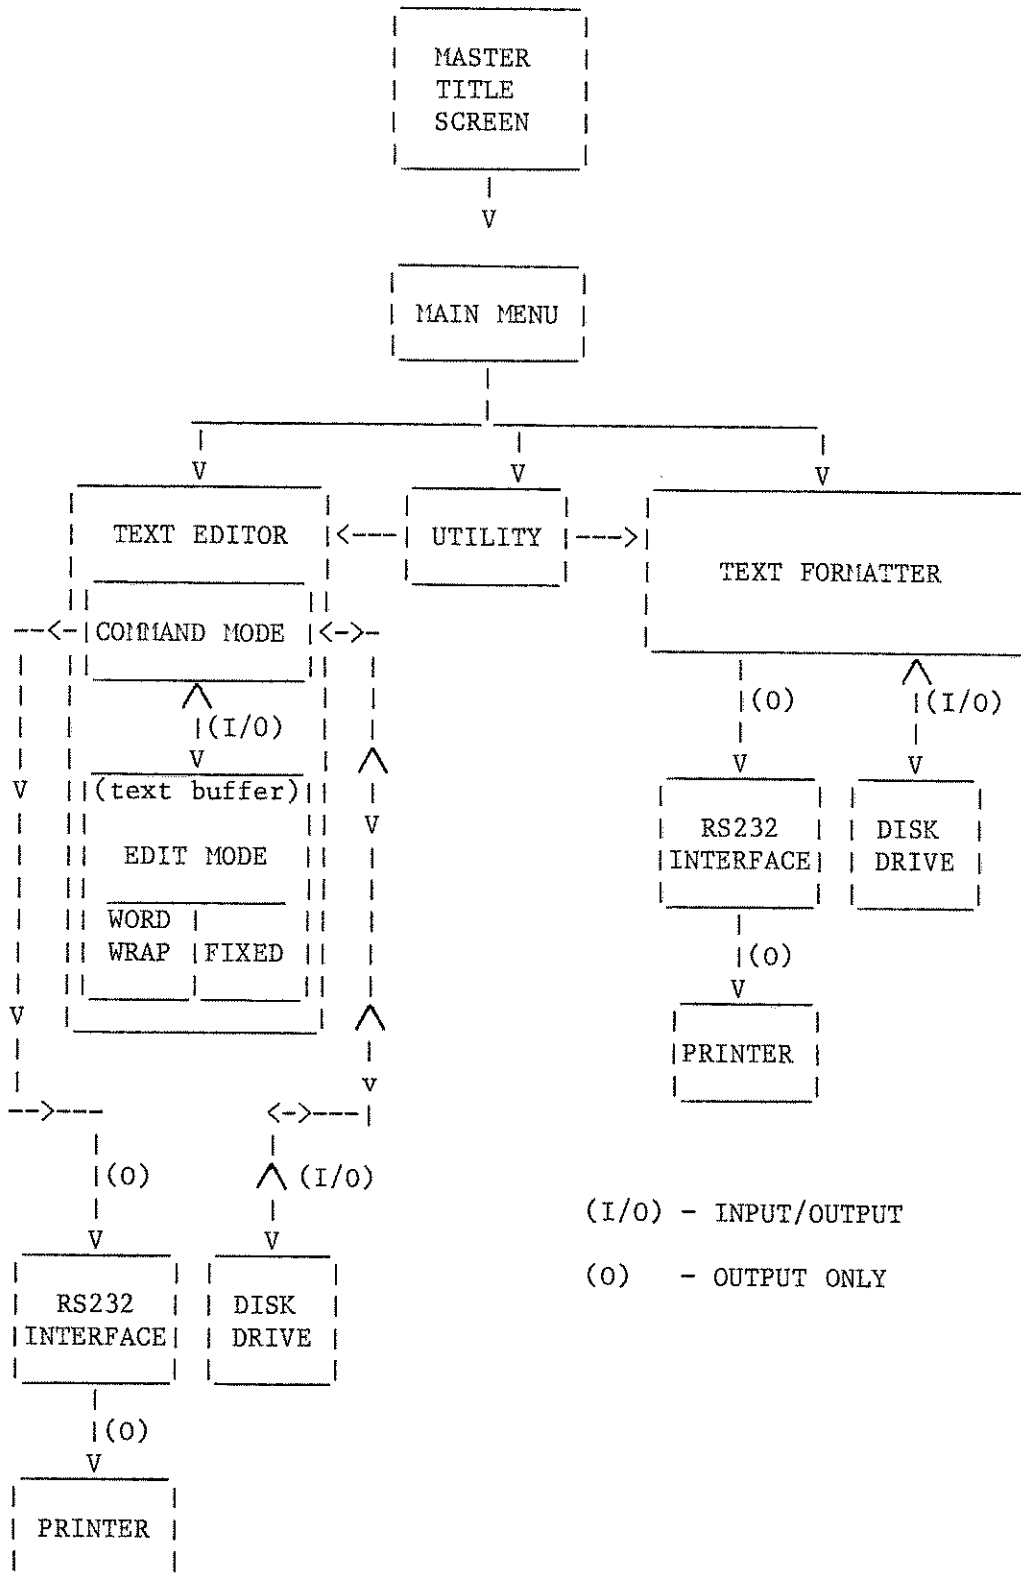 MASTER
TITLE
SCREEN
MAIN MENU
TEXT EDITOR
UTILITY
TEXT FORMATTER
COMMAND MODE
(I/O)
(text buffer)
EDIT MODE
WORD
WRAP
FIXED
(O)
(I/O)
RS232
INTERFACE
DISK
DRIVE
(O)
PRINTER
(O)
(I/O)
RS232
INTERFACE
DISK
DRIVE
(O)
PRINTER
(I/O) - INPUT/OUTPUT
(O) - OUTPUT ONLY